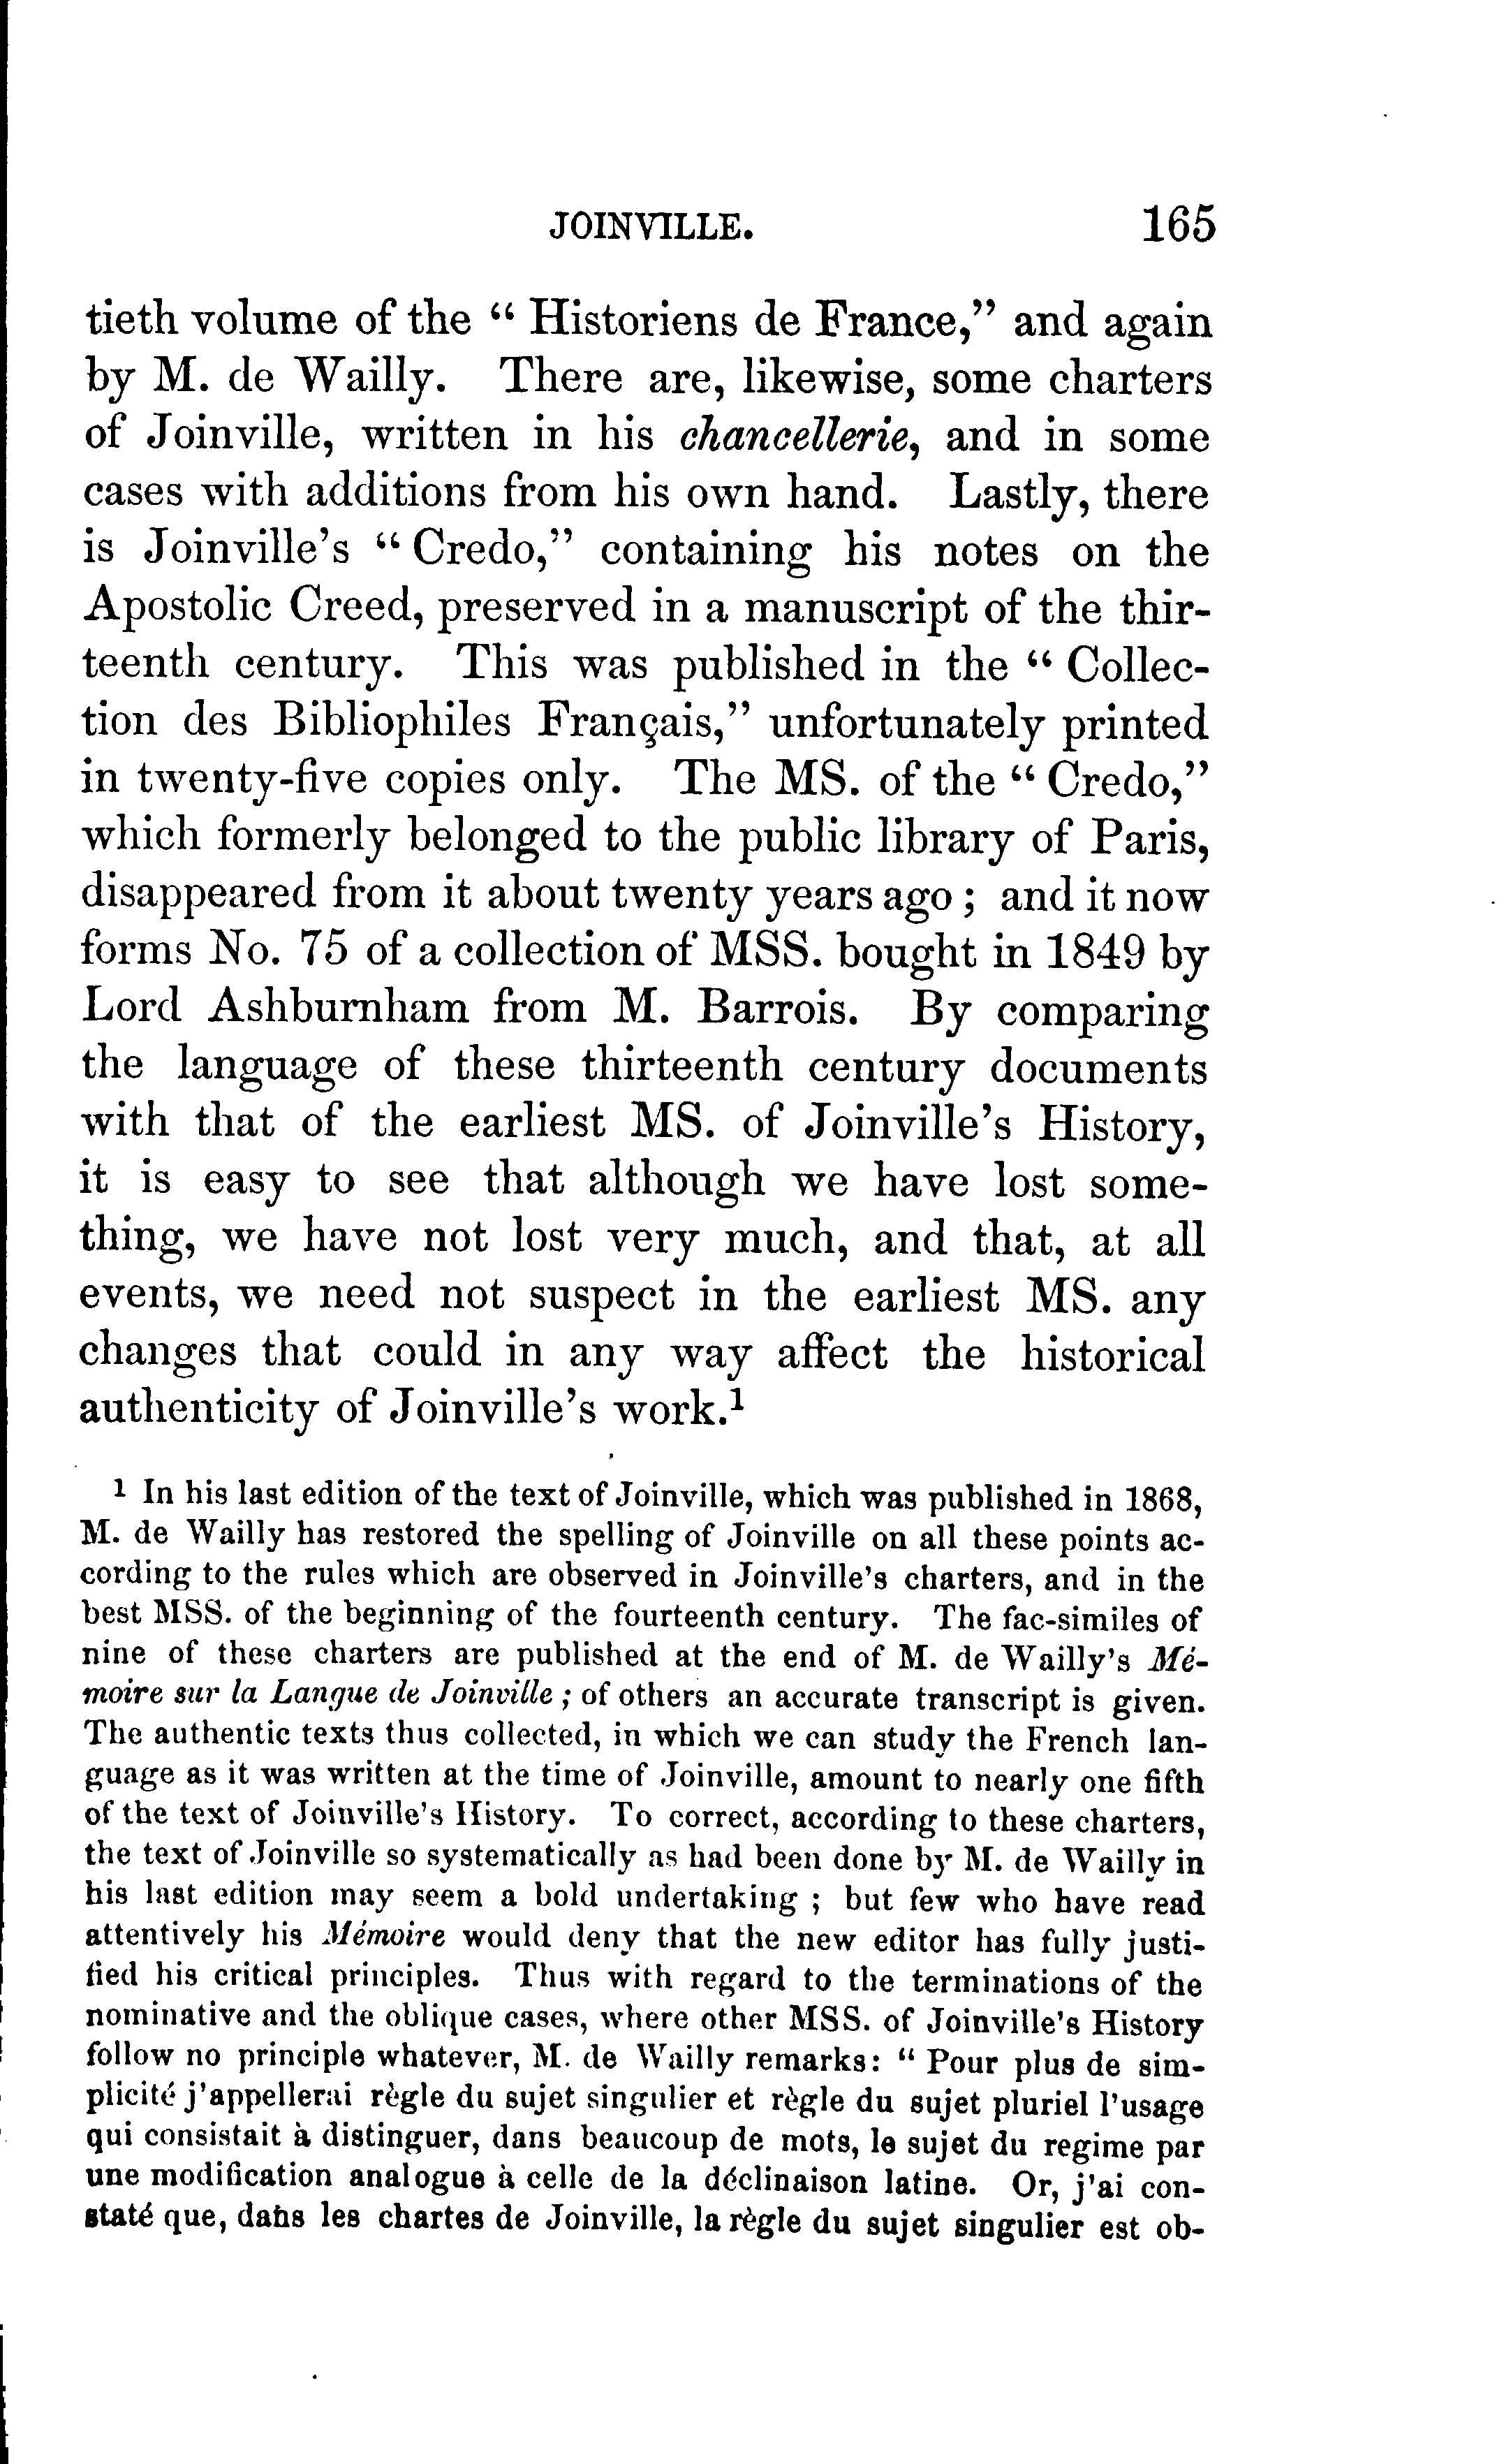 JOINVILLE. 165
tieth volume of the “ Historiens de France,” and again
by M. de Wailly. There are, likewise, some charters
of Joinville, written in his chancellerie, and in some
cases with additions from his own hand. Lastly, there
is Joinville’s “ Credo,” containing his notes on the
Apostolic Creed, preserved in a manuscript of the thir-
teenth century. This was published in the “ Collec-
tion des Bibliophiles Français,” unfortunately printed
in twenty-five copies only. The MS. of the “ Credo,”
which formerly belonged to the public library of Paris,
disappeared from it about twenty years ago ; and it now
forms No. 75 of a collection of MSS. bought in 1849 by
Lord Ashburnham from M. Barrois. By comparing
the language of these thirteenth century documents
with that of the earliest MS. of Joinville’s History,
it is easy to see that although we have lost some-
thing, we have not lost very much, and that, at all
events, we need not suspect in the earliest MS. any
changes that could in any way affect the historical
authenticity of Joinville’s work.¹
¹ In his last edition of the text of Joinville, which was published in 1868,
M. de Wailly has restored the spelling of Joinville on all these points ac-
cording to the rules which are observed in Joinville’s charters, and in the
best MSS. of the beginning of the fourteenth century. The fac-similes of
nine of these charters are published at the end of M. de Wailly’s Mé-
moire sur la Langue de Joinville ; of others an accurate transcript is given.
The authentic texts thus collected, in which we can study the French lan-
guage as it was written at the time of Joinville, amount to nearly one fifth
of the text of Joinville’s History. To correct, according to these charters,
the text of Joinville so systematically as had been done by M. de Wailly in
his last edition may seem a bold undertaking ; but few who have read
attentively his Mémoire would deny that the new editor has fully justi-
fied his critical principles. Thus with regard to the terminations of the
nominative and the oblique cases, where other MSS. of Joinville’s History
follow no principle whatever, M. de Wailly remarks: “ Pour plus de sim-
plicité j’appellerai règle du sujet singulier et règle du sujet pluriel l’usage
qui consistait à distinguer, dans beaucoup de mots, le sujet du regime par
une modification analogue à celle de la déclinaison latine. Or, j’ai con-
staté que, dans les chartes de Joinville, la règle du sujet singulier est ob-